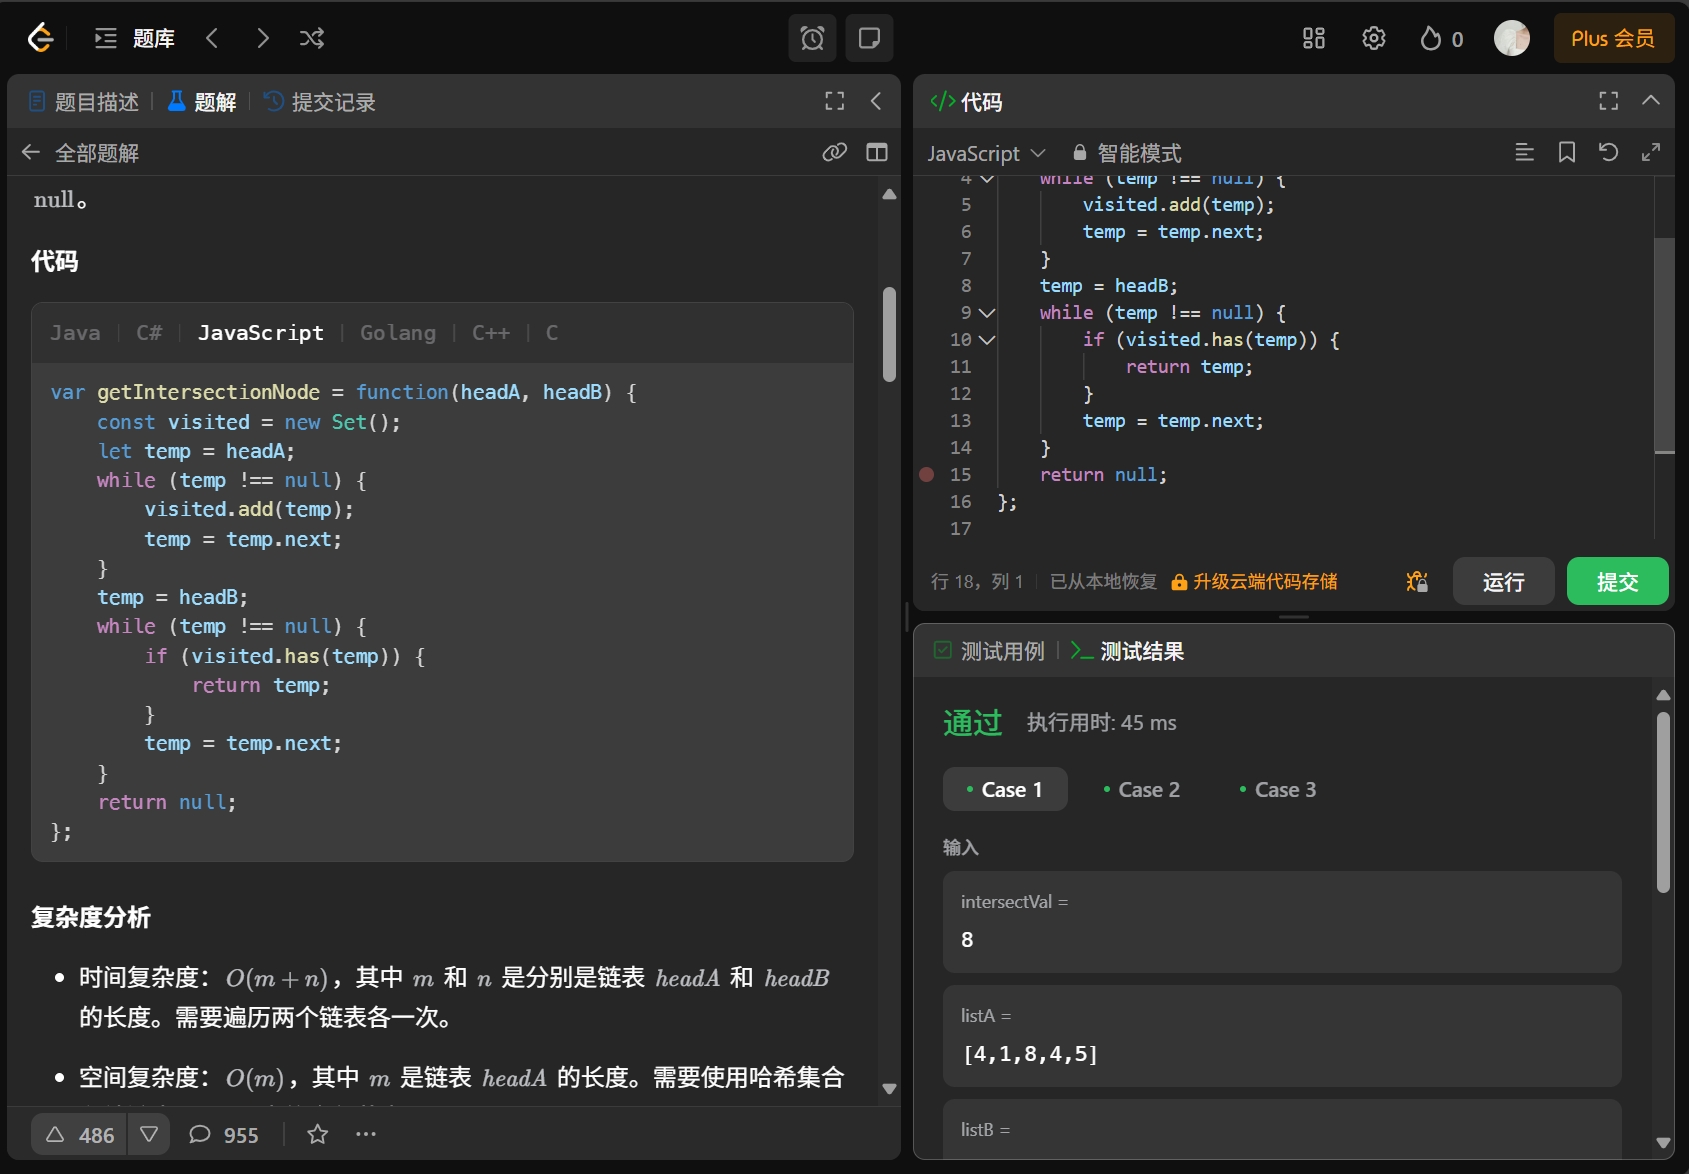 题库
0
Plus 会员
题目描述 | 题解 | 提交记录
全部题解
null。
代码
Java | C# | JavaScript | Golang | C++ | C
var getIntersectionNode = function(headA, headB) {
    const visited = new Set();
    let temp = headA;
    while (temp !== null) {
        visited.add(temp);
        temp = temp.next;
    }
    temp = headB;
    while (temp !== null) {
        if (visited.has(temp)) {
            return temp;
        }
        temp = temp.next;
    }
    return null;
};
复杂度分析
• 时间复杂度：O(m + n)，其中 m 和 n 是分别是链表 headA 和 headB
的长度。需要遍历两个链表各一次。
• 空间复杂度：O(m)，其中 m 是链表 headA 的长度。需要使用哈希集合
486
955
</> 代码
JavaScript 智能模式
4     while (temp !== null) {
5         visited.add(temp);
6         temp = temp.next;
7     }
8     temp = headB;
9     while (temp !== null) {
10         if (visited.has(temp)) {
11             return temp;
12         }
13         temp = temp.next;
14     }
15     return null;
16 };
17
行 18，列 1 | 已从本地恢复 升级云端代码存储
运行
提交
测试用例 | >_ 测试结果
通过 执行用时: 45 ms
• Case 1 • Case 2 • Case 3
输入
intersectVal =
8
listA =
[4,1,8,4,5]
listB =